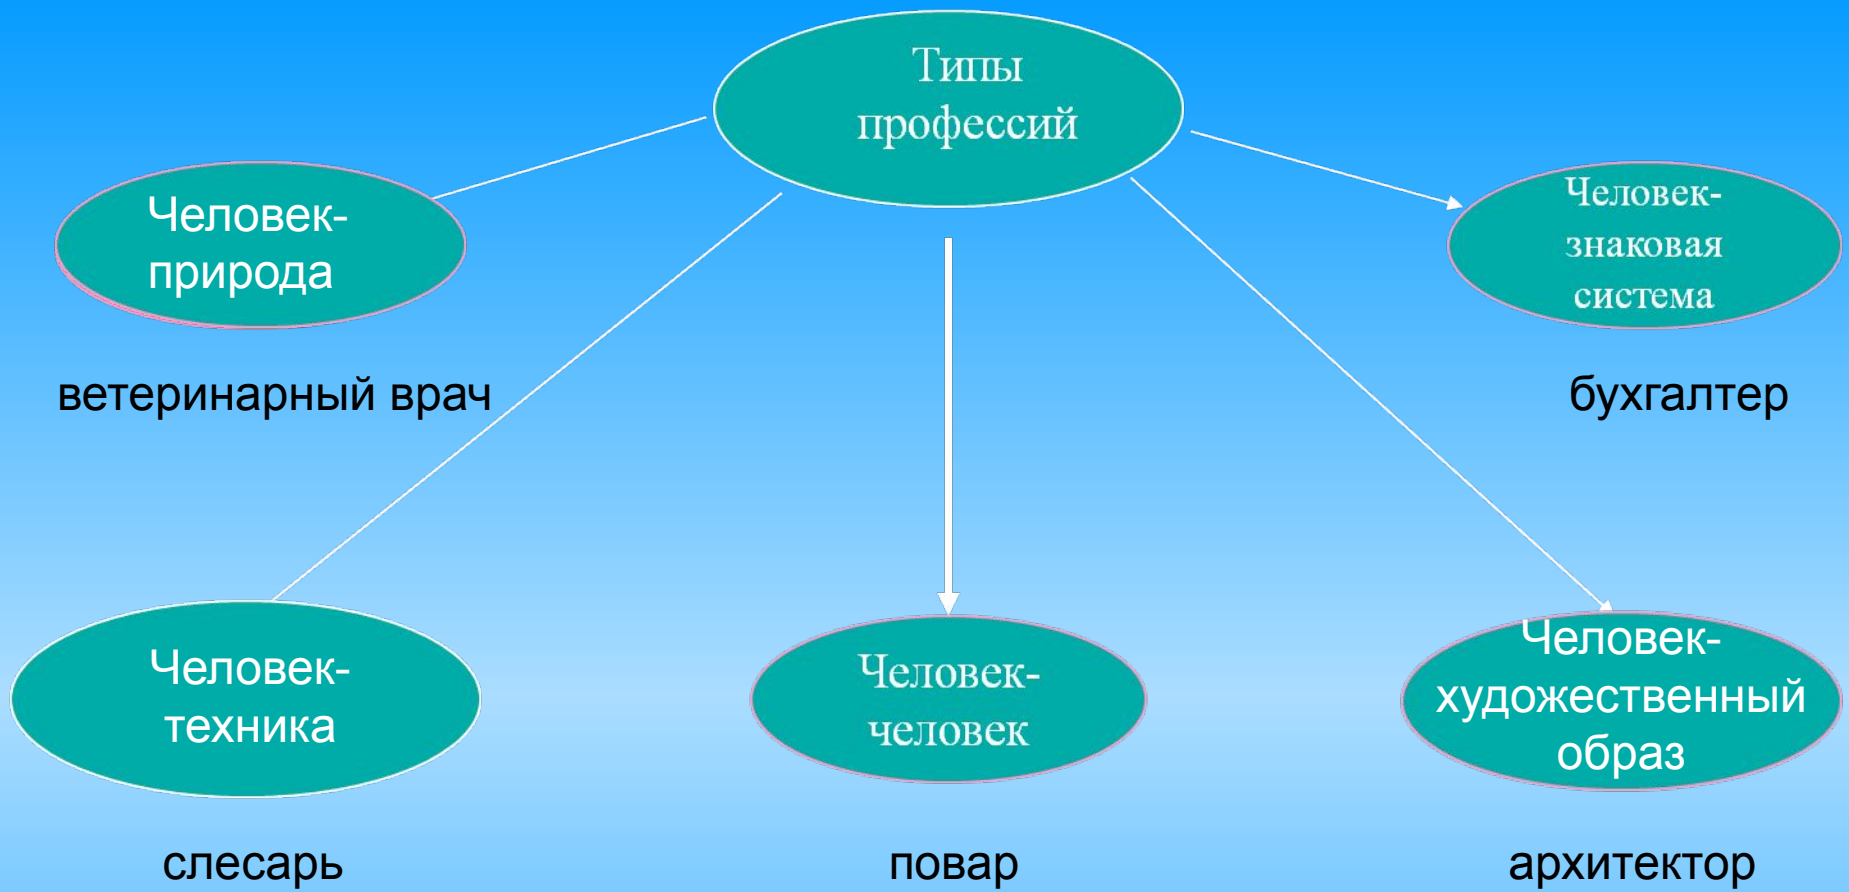 Типы
профессий
Человек-
природа
Человек-
знаковая
система
ветеринарный врач
бухгалтер
Человек-
техника
Человек-
человек
Человек-
художественный
образ
слесарь
повар
архитектор